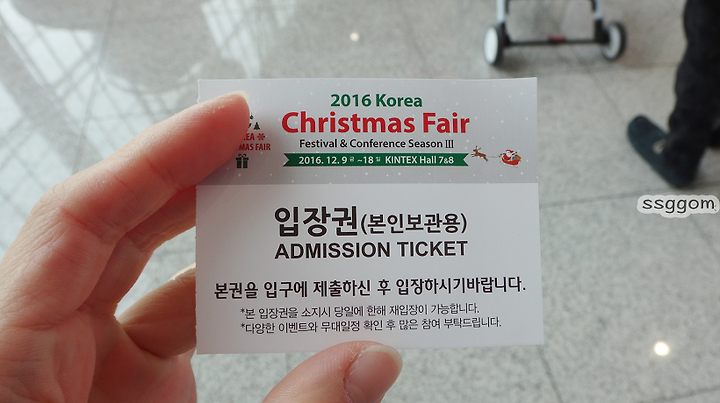 2016 Korea
Christmas Fair
Festival & Conference Season Ⅲ
2016. 12. 9 금 ~18 일 KINTEX Hall 7&8
MAS FAIR
입장권(본인보관용)
ADMISSION TICKET
본권을 입구에 제출하신 후 입장하시기바랍니다.
*본 입장권을 소지시 당일에 한해 재입장이 가능합니다.
*다양한 이벤트와 무대일정 확인 후 많은 참여 부탁드립니다.
ssggom